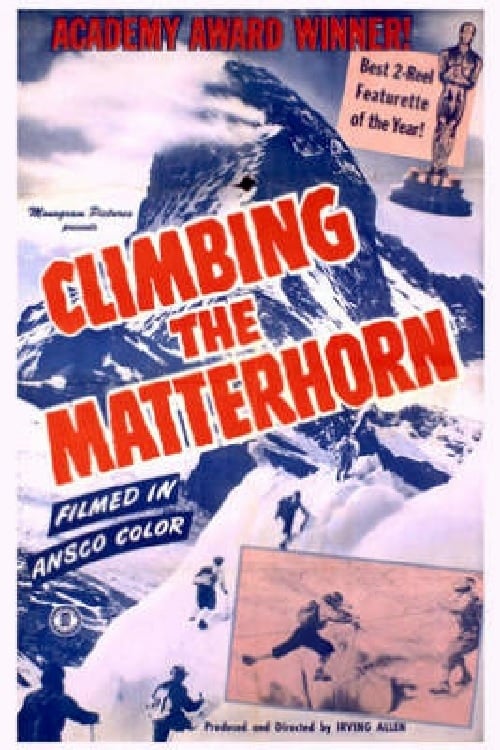 ACADEMY AWARD WINNER!
Best 2-Reel
Featurette
of the Year!
Monogram Pictures
presents
CLIMBING
THE
MATTERHORN
FILMED IN
ANSCO COLOR
Produced and Directed by IRVING ALLEN